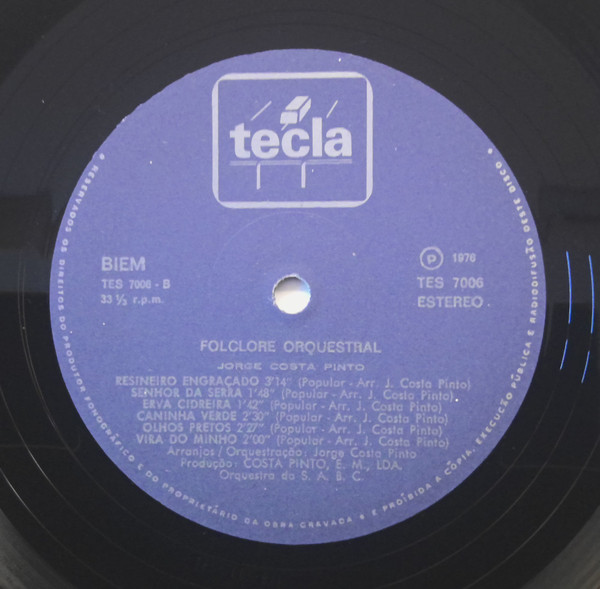 tecla
BIEM
TES 7006 - B
33 ⅓ r.p.m.
P 1976
TES 7006
ESTEREO.
FOLCLORE ORQUESTRAL
JORGE COSTA PINTO
RESINEIRO ENGRAÇADO 3'14" (Popular - Arr. J. Costa Pinto)
SENHOR DA SERRA 1'48" (Popular - Arr. J. Costa Pinto)
ERVA CIDREIRA 1'42" (Popular - Arr. J. Costa Pinto)
CANINHA VERDE 2'30" (Popular - Arr. J. Costa Pinto)
OLHOS PRETOS 2'27" (Popular - Arr. J. Costa Pinto)
VIRA DO MINHO 2'00" (Popular - Arr. J. Costa Pinto)
Arranjos / Orquestração: Jorge Costa Pinto
Produção: COSTA PINTO, E. M., LDA.
Orquestra da S. A. B. C.
• RESERVADOS OS DIREITOS DO PRODUTOR FONOGRÁFICO E DO PROPRIETÁRIO DA OBRA GRAVADA • É PROÍBIDA A CÓPIA, EXECUÇÃO PÚBLICA E RADIODIFUSÃO DESTE DISCO •